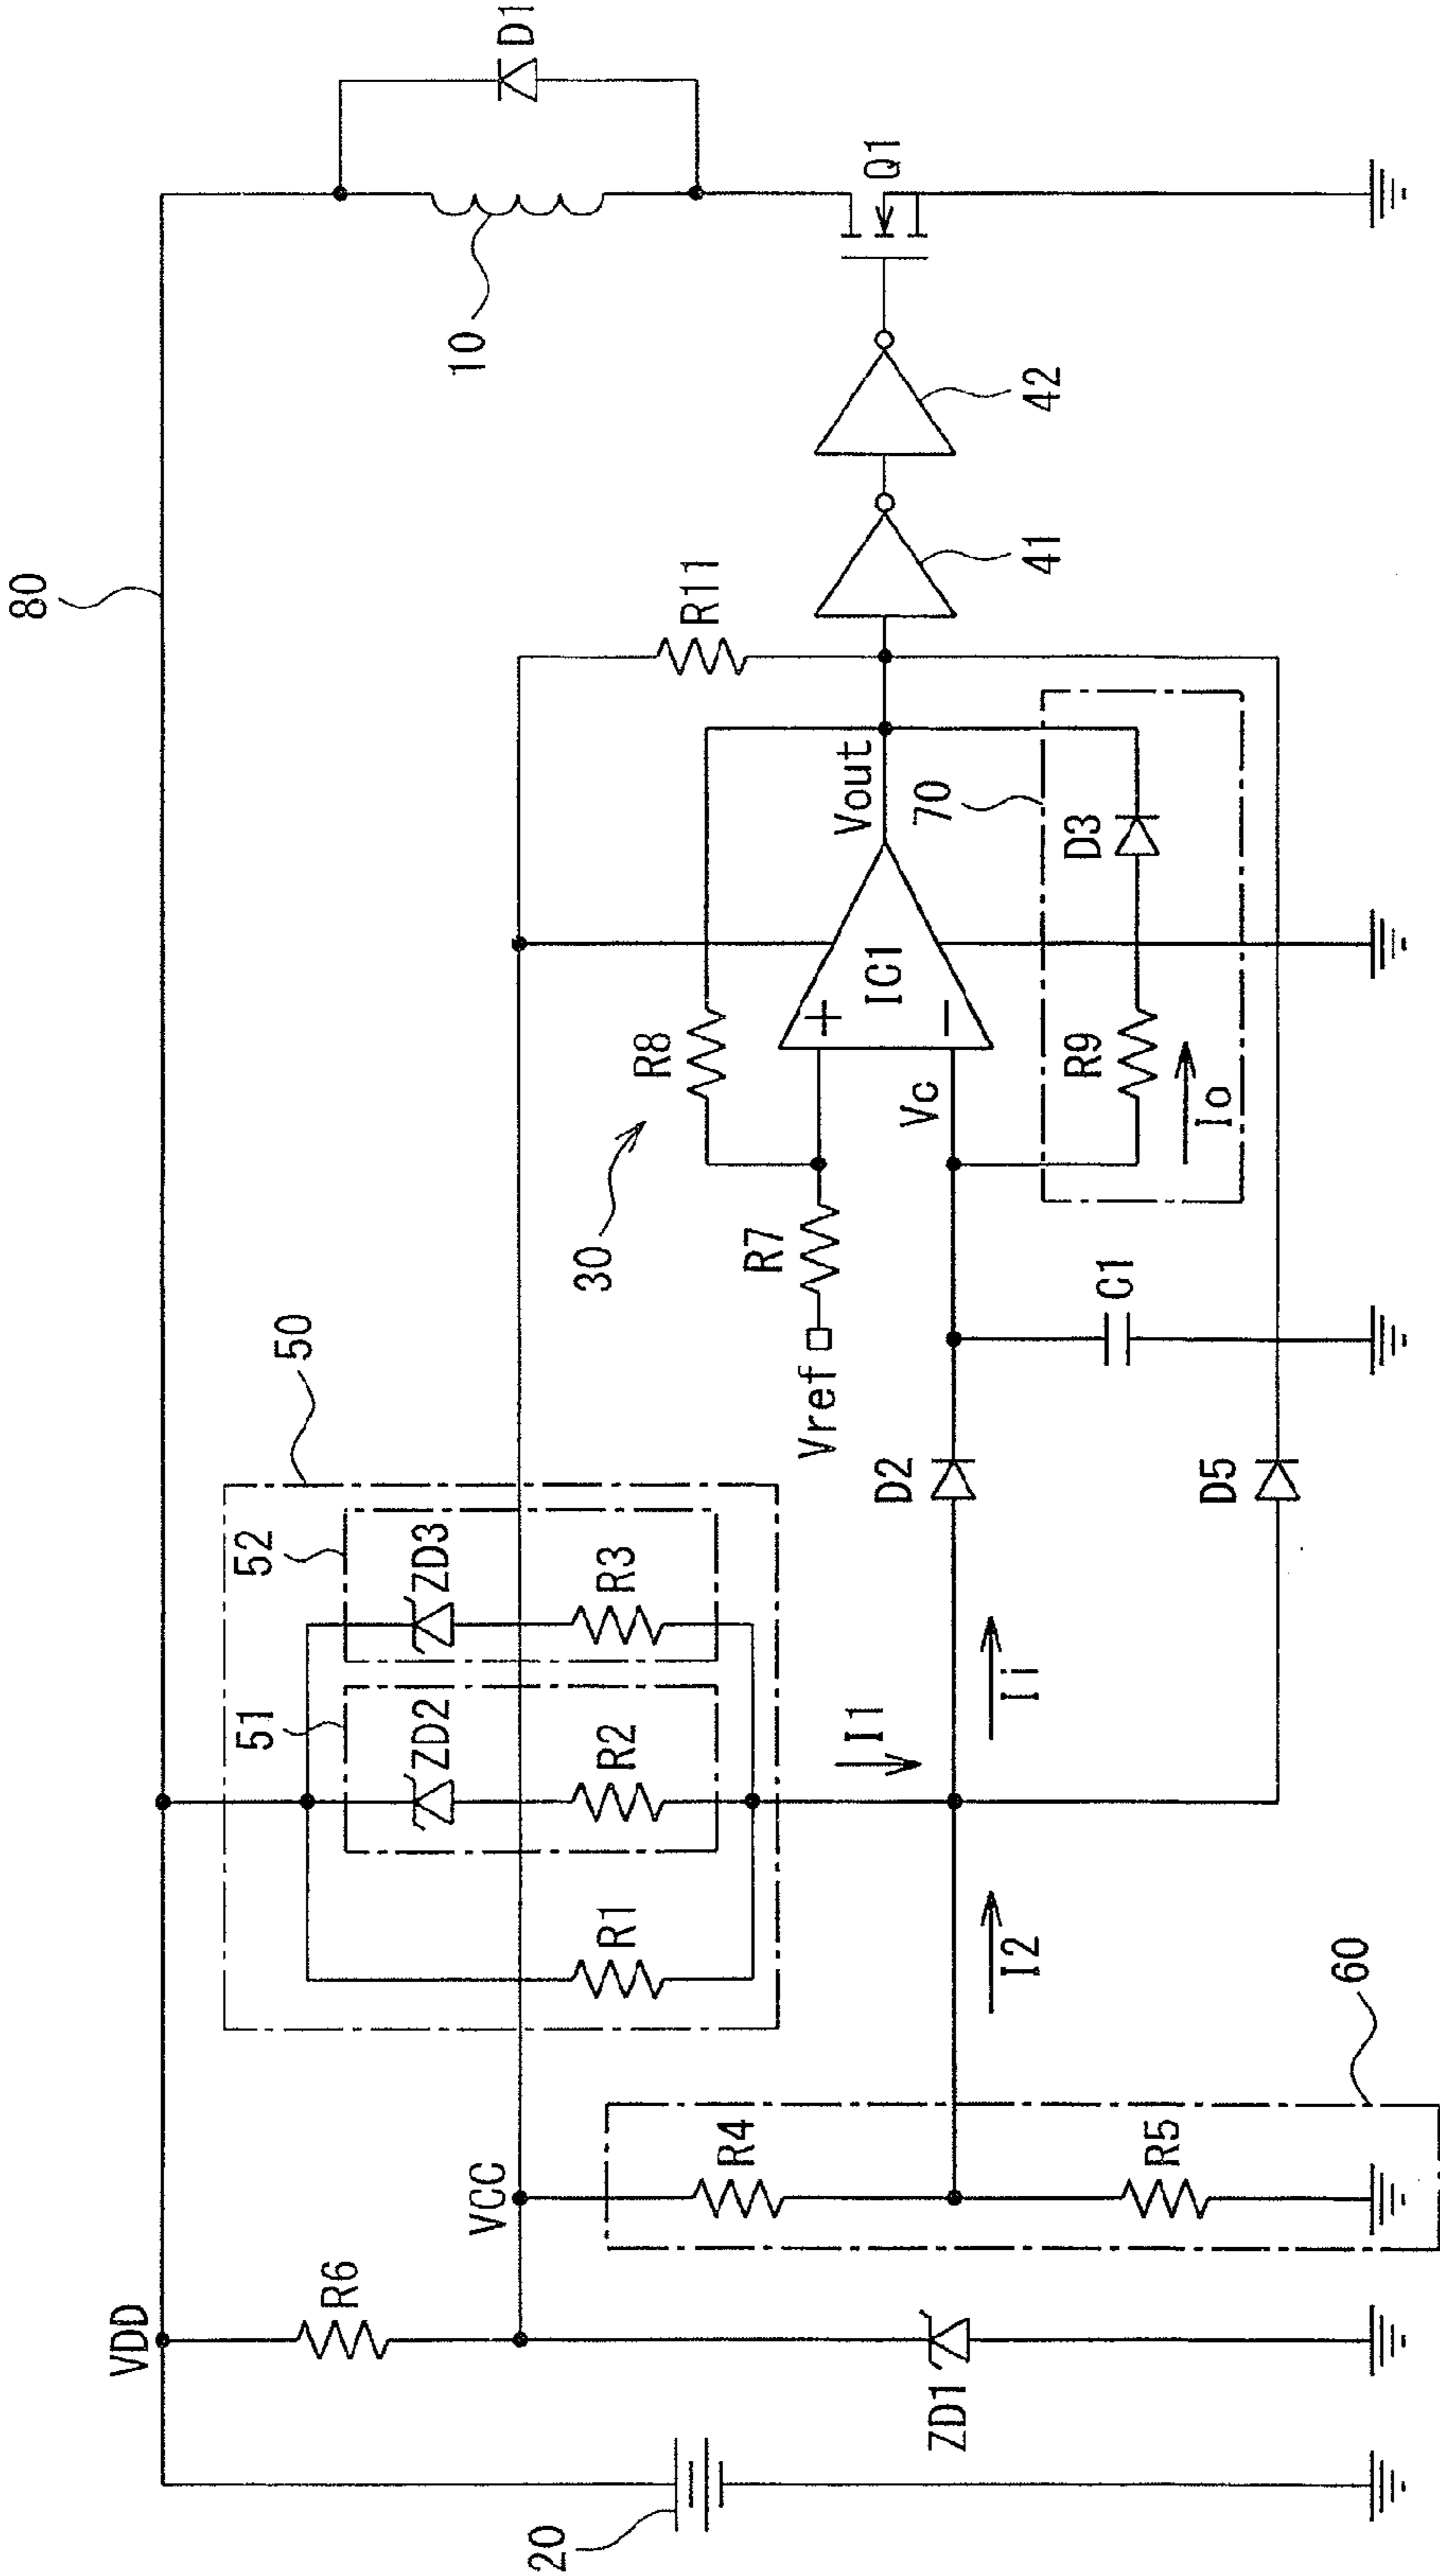 80
VDD
R6
VCC
20
ZD1
60
R4
R5
I2
50
51
52
R1
ZD2
R2
ZD3
R3
I1
Ii
D2
D5
Vref
R7
30
R8
C1
Vc
IC1
+
−
Vout
70
R9
D3
Io
R11
41
42
10
D1
Q1